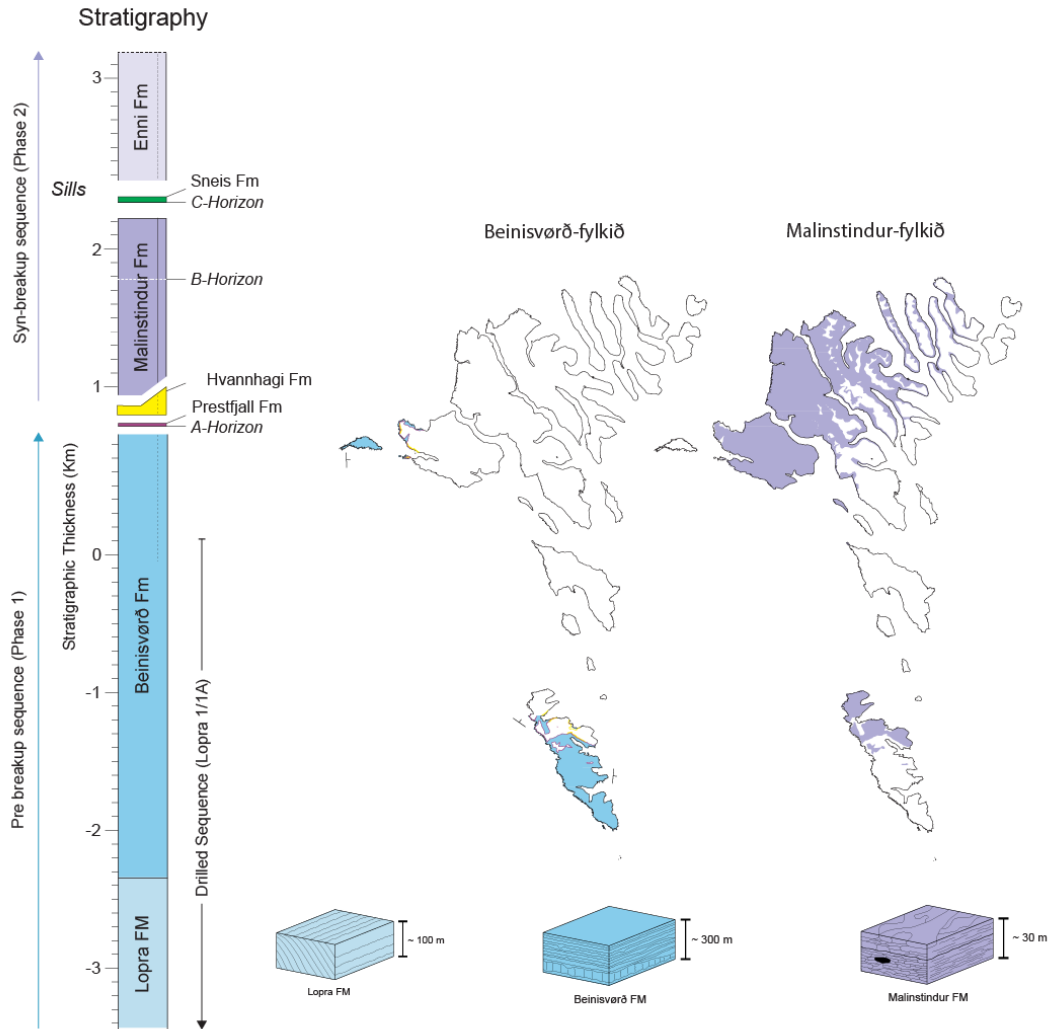 Stratigraphy
3
Enni Fm
Sneis Fm
Sills
C-Horizon
2
Malinstindur Fm
B-Horizon
Hvannhagi Fm
1
Prestfjall Fm
A-Horizon
Syn-breakup sequence (Phase 2)
Stratigraphic Thickness (Km)
0
Beinisvørð Fm
-1
-2
Pre breakup sequence (Phase 1)
Drilled Sequence (Lopra 1/1A)
Lopra FM
-3
Beinisvørð-fylkið
Malinstindur-fylkið
~ 100 m
Lopra FM
~ 300 m
Beinisvørð FM
~ 30 m
Malinstindur FM